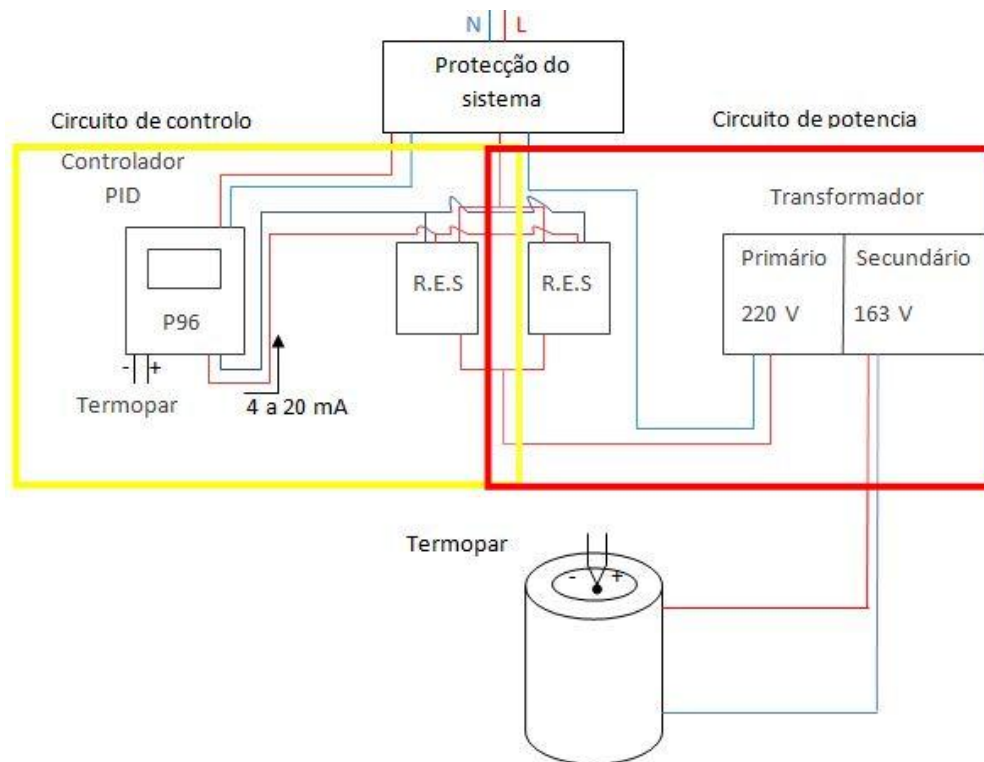 N L
Protecção do
sistema
Circuito de controlo
Circuito de potencia
Controlador
PID
Transformador
Primário
Secundário
R.E.S
R.E.S
220 V
163 V
P96
- +
Termopar
4 a 20 mA
Termopar
- +